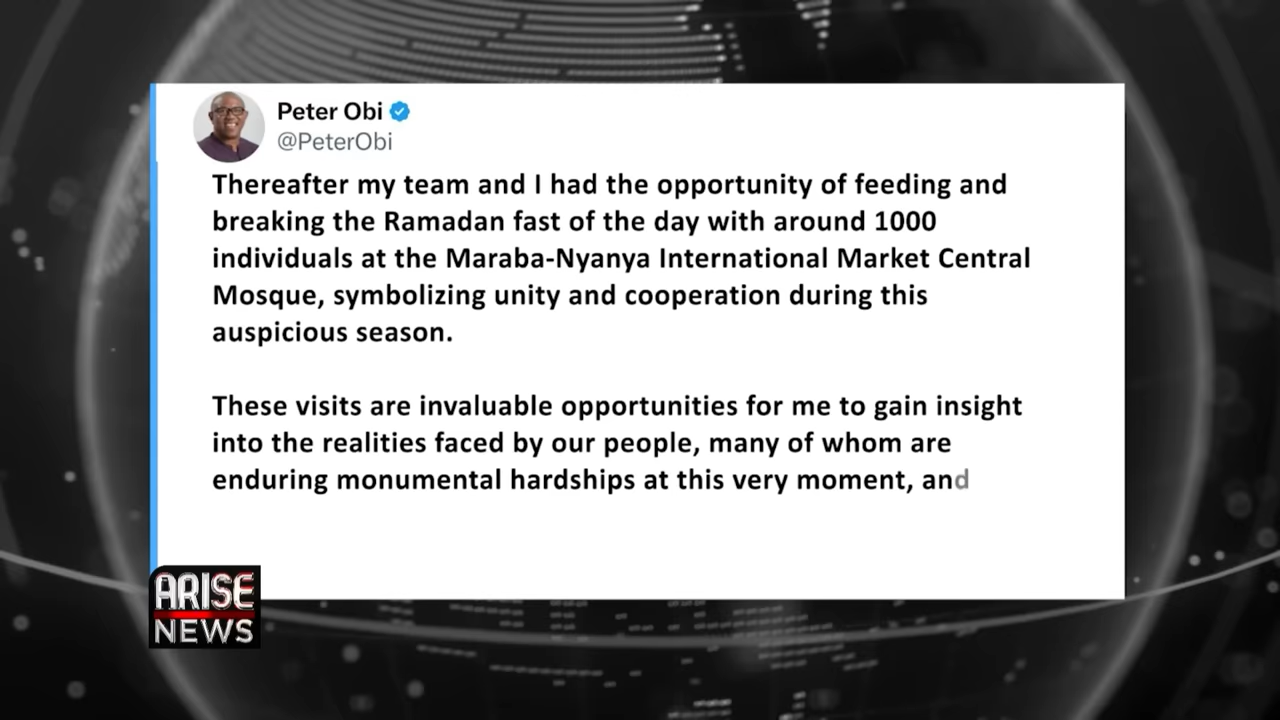 Peter Obi
@PeterObi
Thereafter my team and I had the opportunity of feeding and
breaking the Ramadan fast of the day with around 1000
individuals at the Maraba-Nyanya International Market Central
Mosque, symbolizing unity and cooperation during this
auspicious season.
These visits are invaluable opportunities for me to gain insight
into the realities faced by our people, many of whom are
enduring monumental hardships at this very moment, and
ARISE
NEWS